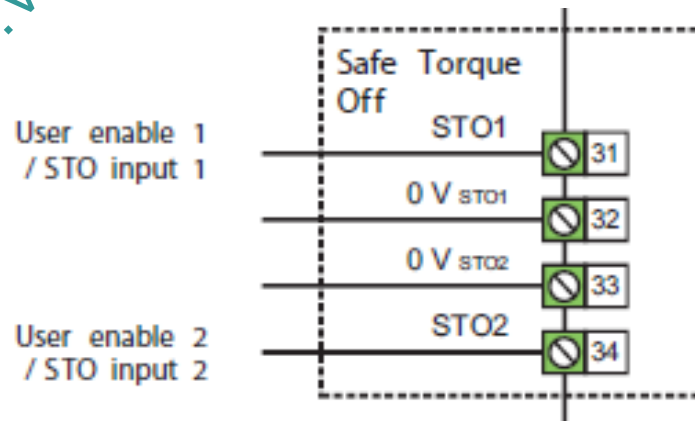 Safe Torque
Off
User enable 1
/ STO input 1
STO1
31
0 V STO1
32
0 V STO2
33
User enable 2
/ STO input 2
STO2
34